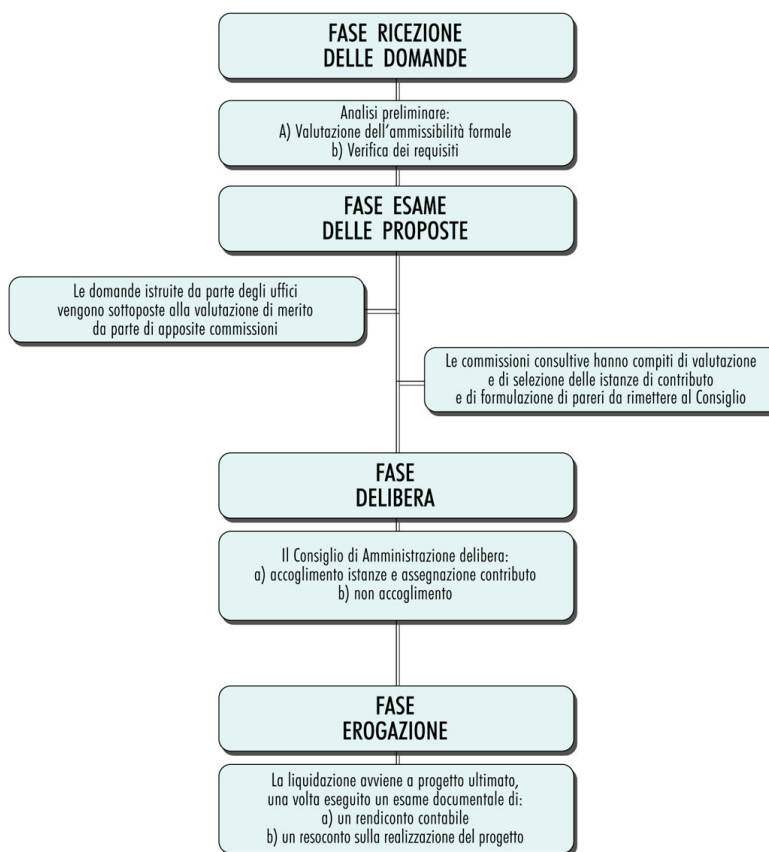 FASE RICEZIONE
DELLE DOMANDE
Analisi preliminare:
A) Valutazione dell'ammissibilità formale
b) Verifica dei requisiti
FASE ESAME
DELLE PROPOSTE
Le domande istruite da parte degli uffici
vengono sottoposte alla valutazione di merito
da parte di apposite commissioni
Le commissioni consultive hanno compiti di valutazione
e di selezione delle istanze di contributo
e di formulazione di pareri da rimettere al Consiglio
FASE
DELIBERA
Il Consiglio di Amministrazione delibera:
a) accoglimento istanze e assegnazione contributo
b) non accoglimento
FASE
EROGAZIONE
La liquidazione avviene a progetto ultimato,
una volta eseguito un esame documentale di:
a) un rendiconto contabile
b) un resoconto sulla realizzazione del progetto